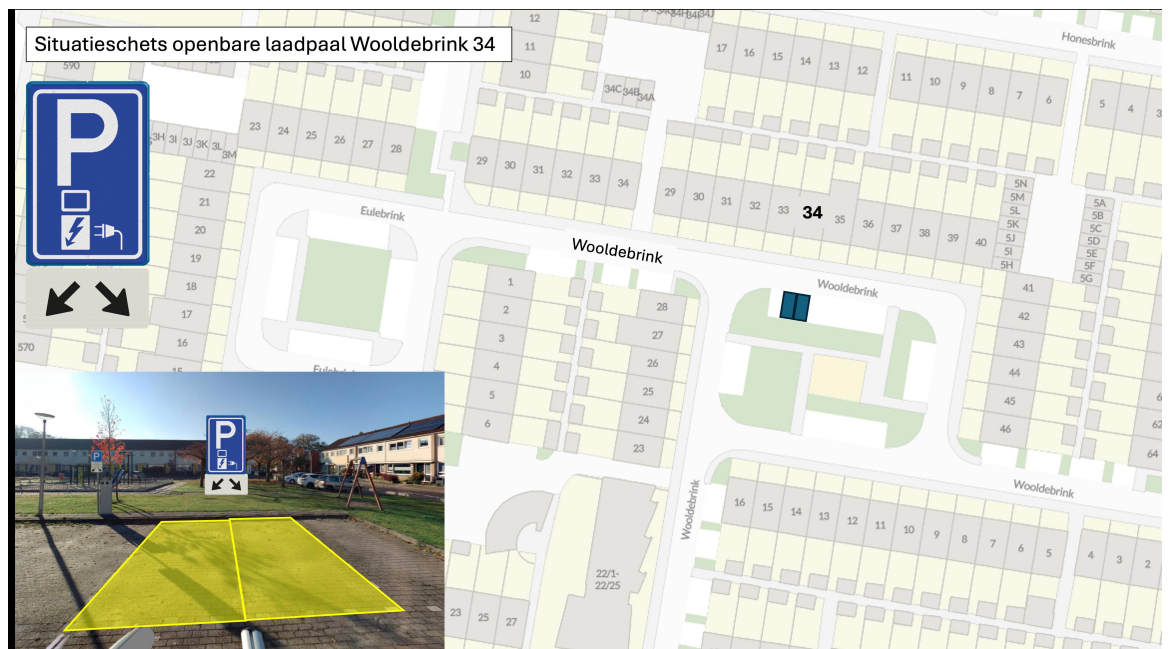 Situatieschets openbare laadpaal Wooldebrink 34
P
590
3H 3I 3J 3K 3L 3M
23 24 25 26 27 28
22
21
20
19
18
17
16
15
570
Eulebrink
Eulebrink
12
11
10
34C 34B 34A
29 30 31 32 33 34
17 16 15 14 13 12
11 10 9 8 7 6
5 4 3
Honesbrink
29 30 31 32 33 34 35 36 37 38 39 40
5N
5M
5L
5K
5J
5I
5H
5A
5B
5C
5D
5E
5F
5G
Wooldebrink
Wooldebrink
1
2
3
4
5
6
28
27
26
25
24
23
41
42
43
44
45
46
62
64
Wooldebrink
Wooldebrink
16 15 14 13 12 11 10 9 8 7 6 5
4 3 2
22/1-
22/25
23 25 27
P
P